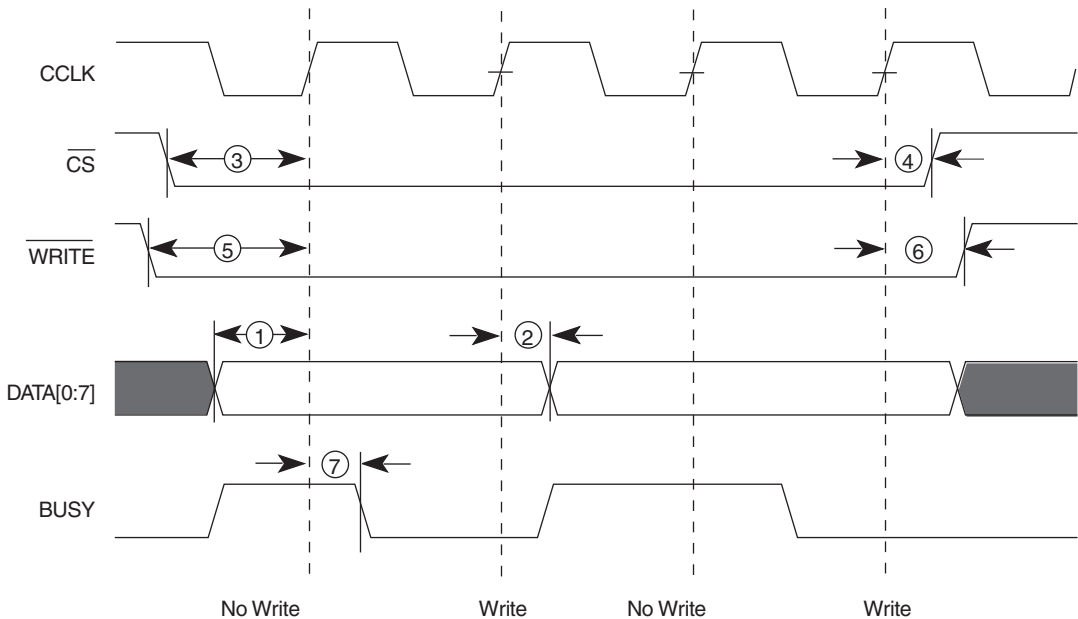 CCLK
CS
3
4
WRITE
5
6
1
2
DATA[0:7]
7
BUSY
No Write Write No Write Write